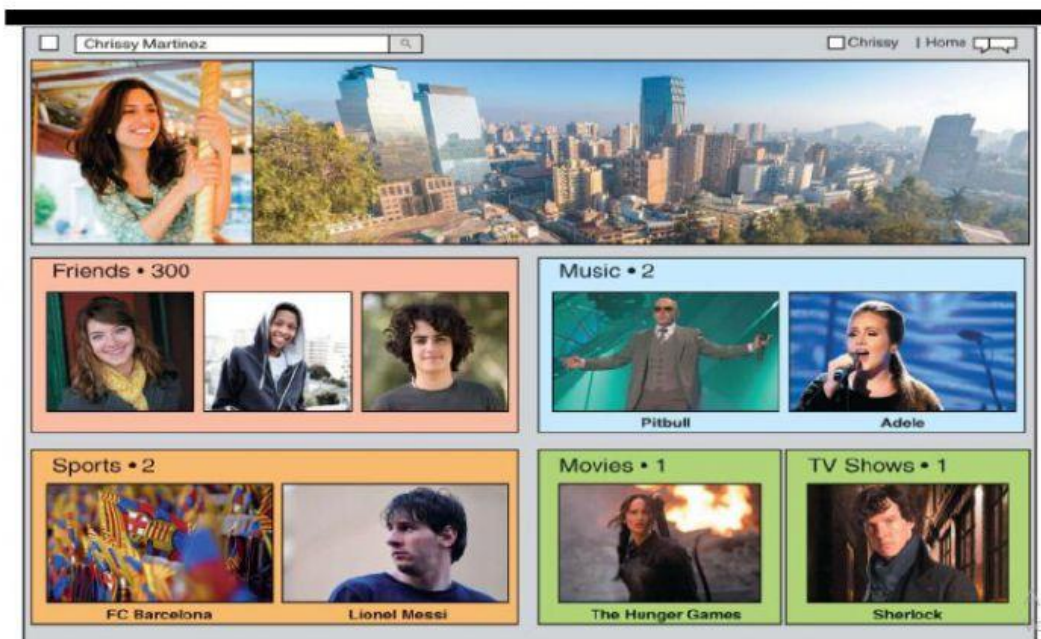 Chrissy Martinez
Chrissy | Home
Friends • 300
Music • 2
Pitbull
Adele
Sports • 2
FC Barcelona
Lionel Messi
Movies • 1
The Hunger Games
TV Shows • 1
Sherlock